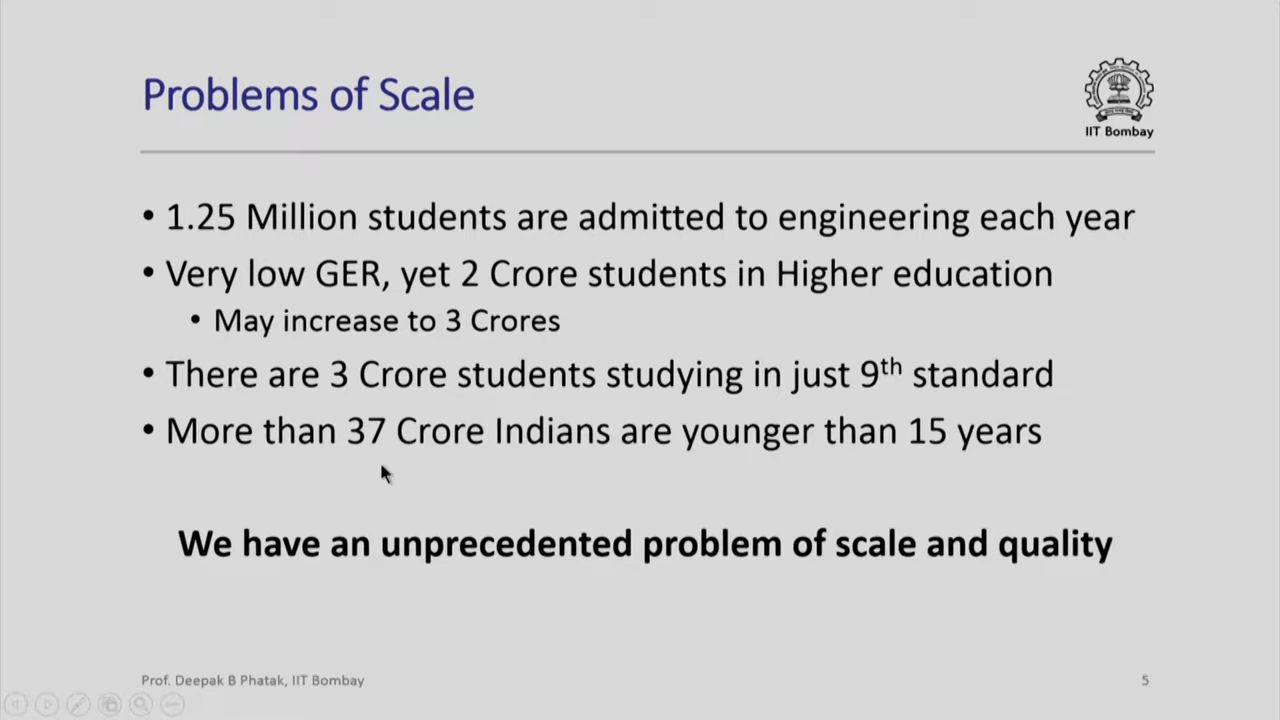 Problems of Scale
IIT Bombay
• 1.25 Million students are admitted to engineering each year
• Very low GER, yet 2 Crore students in Higher education
• May increase to 3 Crores
• There are 3 Crore students studying in just 9th standard
• More than 37 Crore Indians are younger than 15 years
We have an unprecedented problem of scale and quality
Prof. Deepak B Phatak, IIT Bombay
5